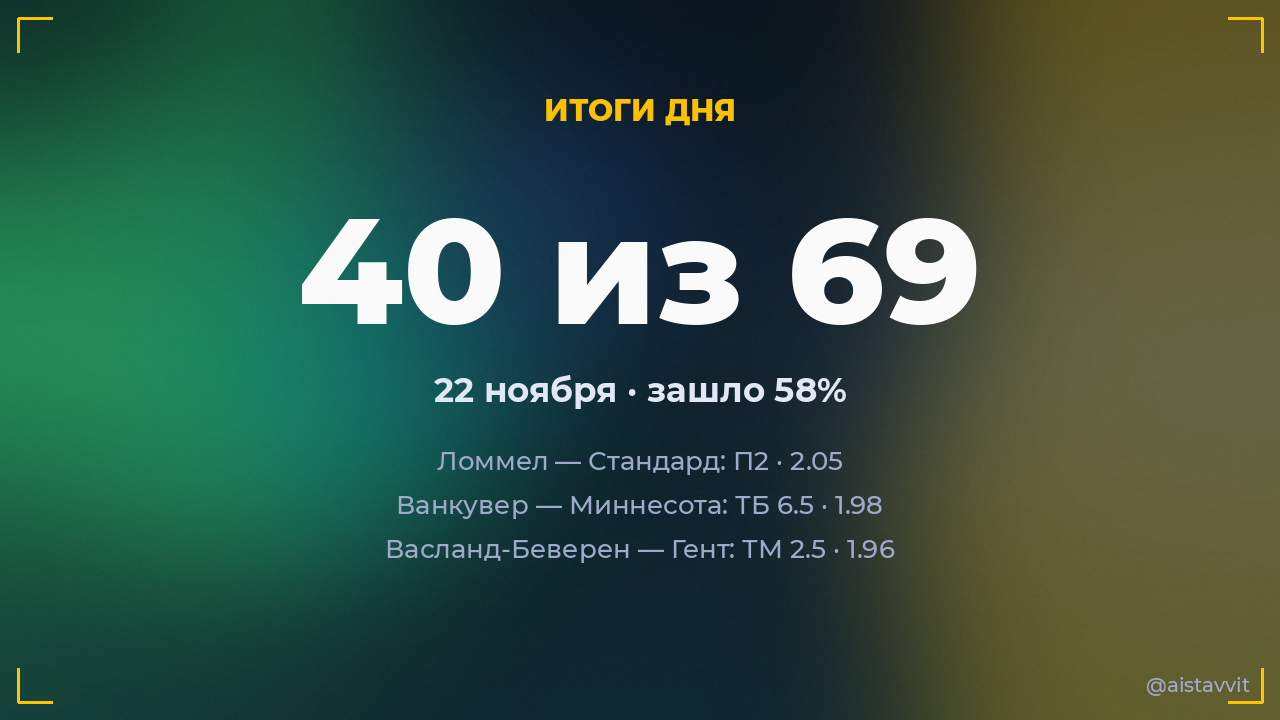 ИТОГИ ДНЯ
40 из 69
22 ноября · зашло 58%
Ломмел — Стандард: П2 · 2.05
Ванкувер — Миннесота: ТБ 6.5 · 1.98
Васланд-Беверен — Гент: ТМ 2.5 · 1.96
@aistavvit